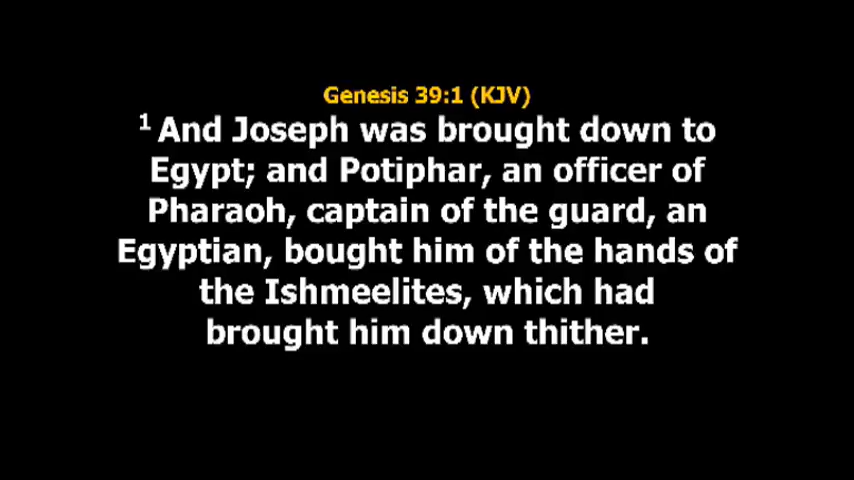 Genesis 39:1 (KJV)
1 And Joseph was brought down to
Egypt; and Potiphar, an officer of
Pharaoh, captain of the guard, an
Egyptian, bought him of the hands of
the Ishmeelites, which had
brought him down thither.